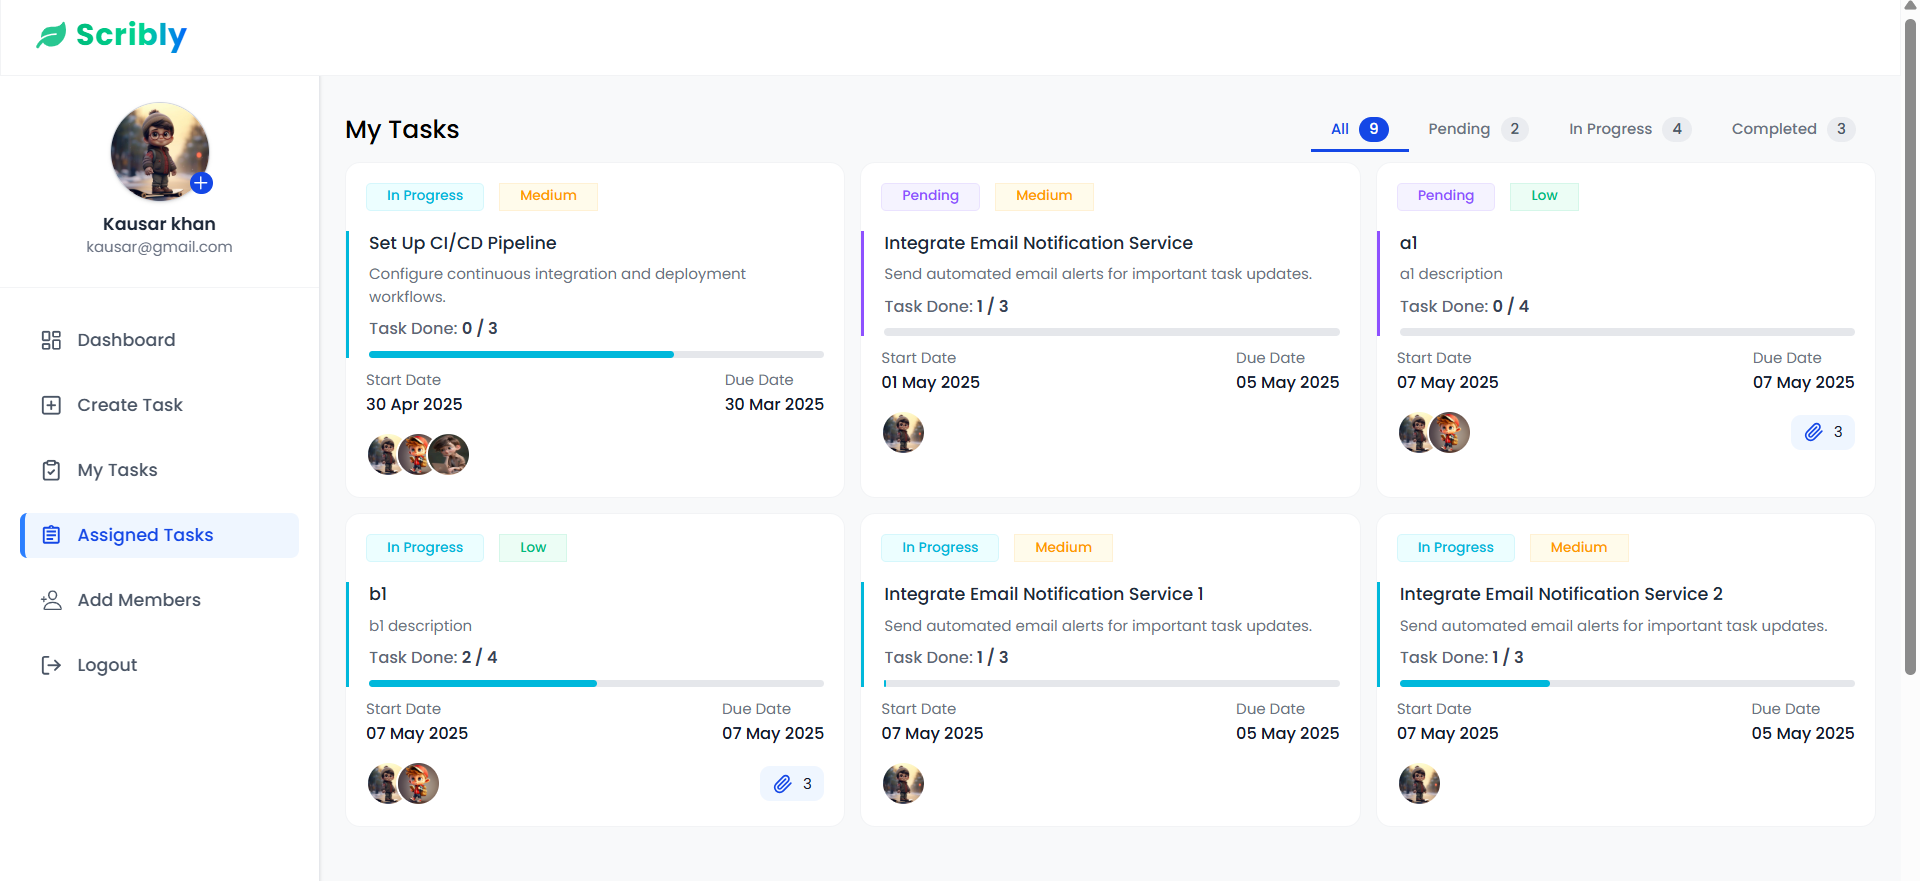 Scribly
Kausar khan
kausar@gmail.com
Dashboard
Create Task
My Tasks
Assigned Tasks
Add Members
Logout
My Tasks
All 9 Pending 2 In Progress 4 Completed 3
In Progress Medium
Set Up CI/CD Pipeline
Configure continuous integration and deployment
workflows.
Task Done: 0 / 3
Start Date Due Date
30 Apr 2025 30 Mar 2025
Pending Medium
Integrate Email Notification Service
Send automated email alerts for important task updates.
Task Done: 1 / 3
Start Date Due Date
01 May 2025 05 May 2025
Pending Low
a1
a1 description
Task Done: 0 / 4
Start Date Due Date
07 May 2025 07 May 2025
3
In Progress Low
b1
b1 description
Task Done: 2 / 4
Start Date Due Date
07 May 2025 07 May 2025
3
In Progress Medium
Integrate Email Notification Service 1
Send automated email alerts for important task updates.
Task Done: 1 / 3
Start Date Due Date
07 May 2025 05 May 2025
In Progress Medium
Integrate Email Notification Service 2
Send automated email alerts for important task updates.
Task Done: 1 / 3
Start Date Due Date
07 May 2025 05 May 2025